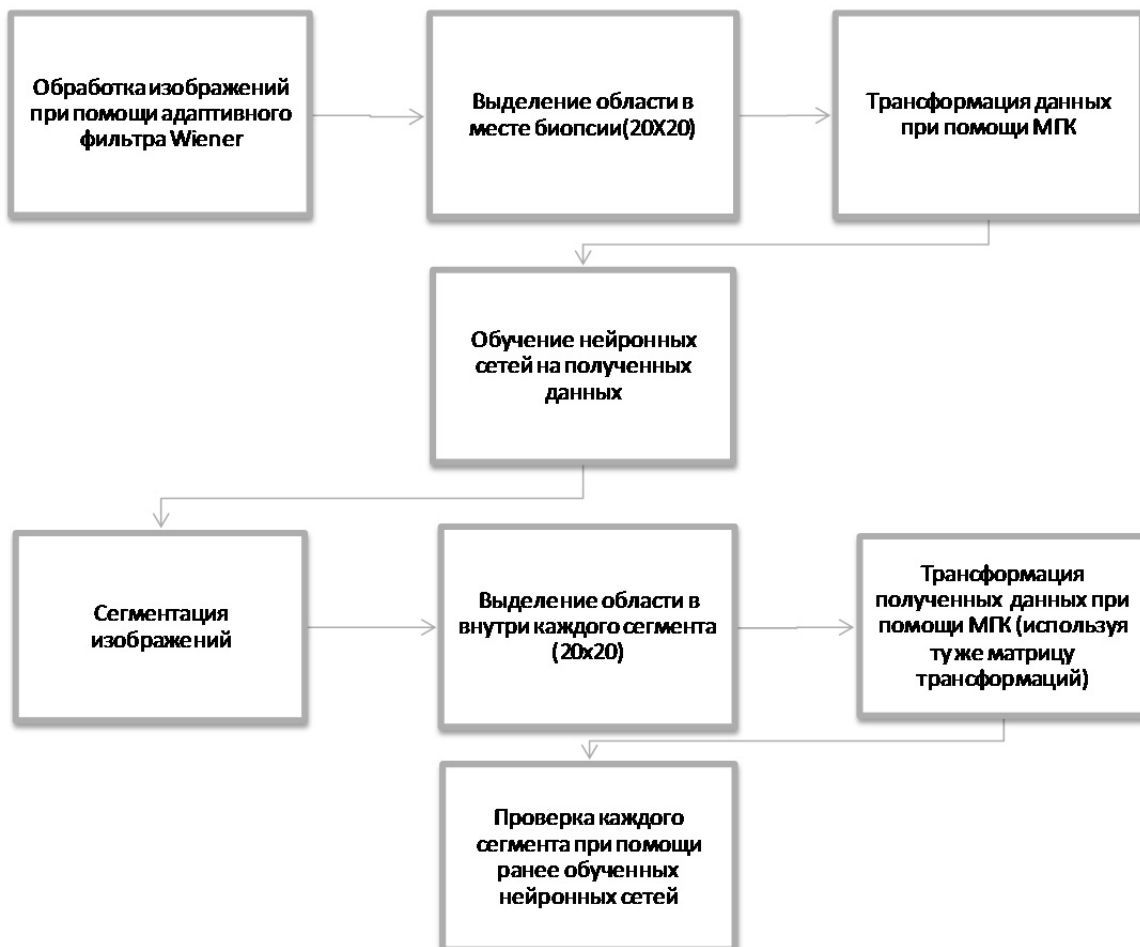 Обработка изображений
при помощи адаптивного
фильтра Wiener
Выделение области в
месте биопсии(20X20)
Трансформация данных
при помощи МГК
Обучение нейронных
сетей на полученных
данных
Сегментация
изображений
Выделение области в
внутри каждого сегмента
(20x20)
Трансформация
полученных данных при
помощи МГК (используя
ту же матрицу
трансформаций)
Проверка каждого
сегмента при помощи
ранее обученных
нейронных сетей